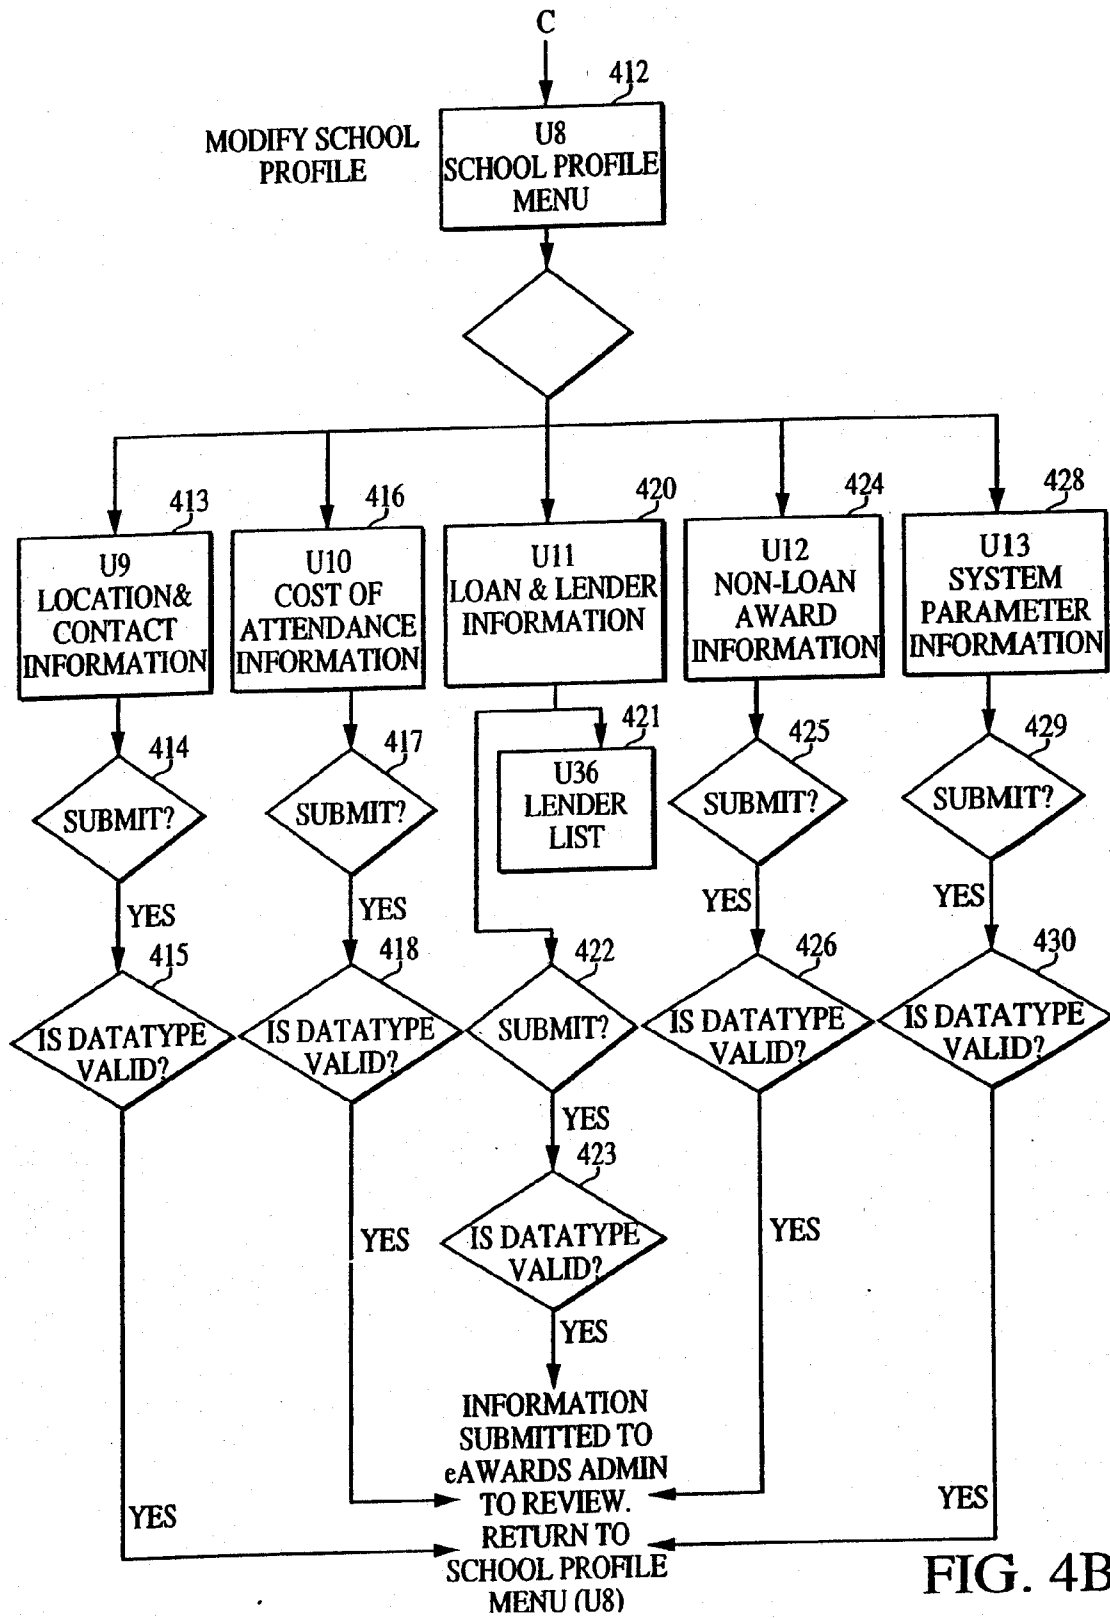 C
412
MODIFY SCHOOL
PROFILE
U8
SCHOOL PROFILE
MENU
413
U9
LOCATION&
CONTACT
INFORMATION
416
U10
COST OF
ATTENDANCE
INFORMATION
420
U11
LOAN & LENDER
INFORMATION
424
U12
NON-LOAN
AWARD
INFORMATION
428
U13
SYSTEM
PARAMETER
INFORMATION
414
SUBMIT?
417
SUBMIT?
421
U36
LENDER
LIST
425
SUBMIT?
429
SUBMIT?
YES
YES
YES
YES
415
IS DATATYPE
VALID?
418
IS DATATYPE
VALID?
422
SUBMIT?
426
IS DATATYPE
VALID?
430
IS DATATYPE
VALID?
YES
423
IS DATATYPE
VALID?
YES
YES
YES
INFORMATION
SUBMITTED TO
eAWARDS ADMIN
TO REVIEW.
RETURN TO
SCHOOL PROFILE
MENU (U8)
YES
YES
FIG. 4B